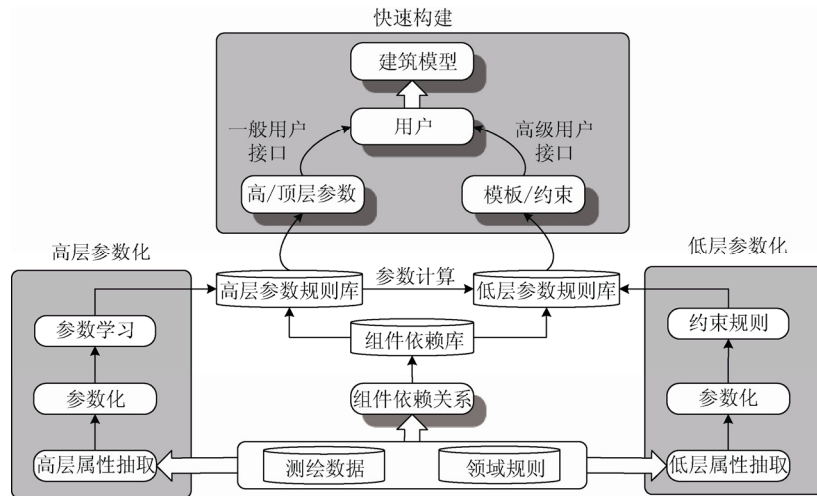 快速构建
建筑模型
用户
一般用户
接口
高级用户
接口
高/顶层参数
模板/约束
高层参数化
低层参数化
高层参数规则库
参数计算
低层参数规则库
参数学习
组件依赖库
约束规则
参数化
组件依赖关系
参数化
高层属性抽取
测绘数据
领域规则
低层属性抽取